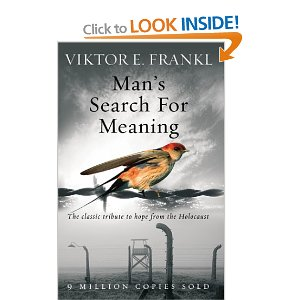 Click to LOOK INSIDE!
VIKTOR E. FRANKL
Man's
Search For
Meaning
The classic tribute to hope from the Holocaust
9 MILLION COPIES SOLD